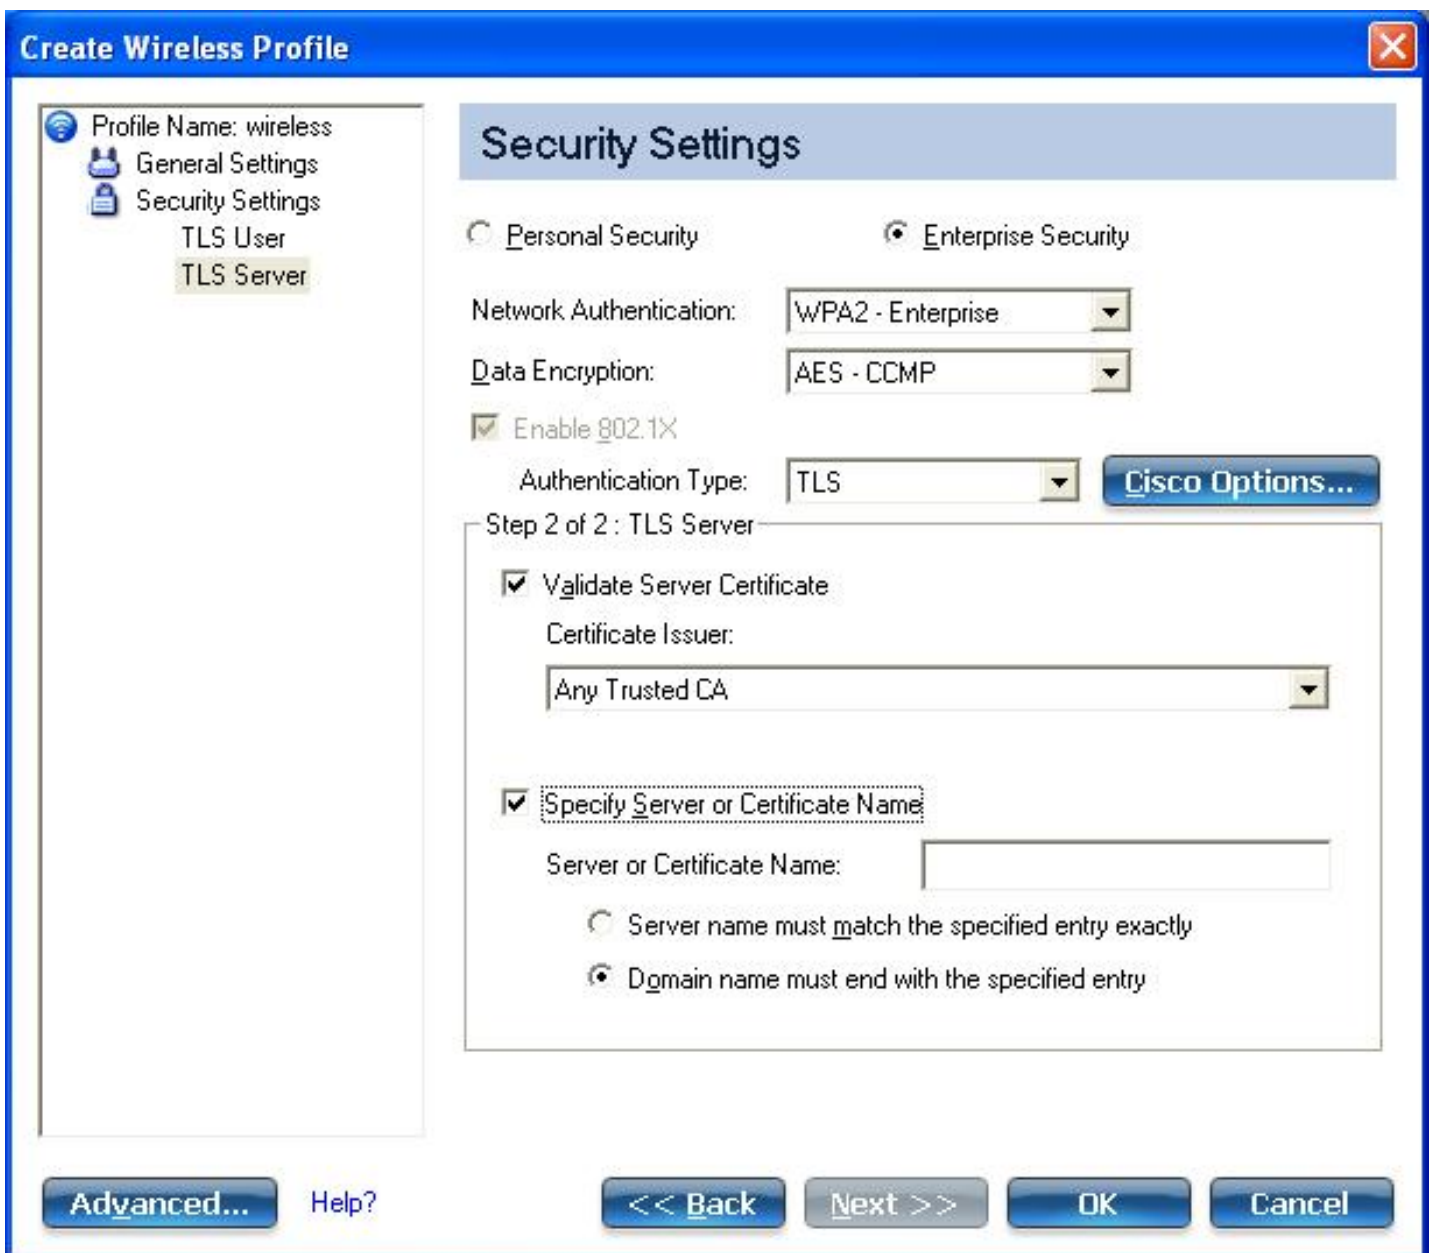 Create Wireless Profile
Profile Name: wireless
General Settings
Security Settings
TLS User
TLS Server
Security Settings
Personal Security
Enterprise Security
Network Authentication:
WPA2 - Enterprise
Data Encryption:
AES - CCMP
Enable 802.1X
Authentication Type:
TLS
Cisco Options...
Step 2 of 2 : TLS Server
Validate Server Certificate
Certificate Issuer:
Any Trusted CA
Specify Server or Certificate Name
Server or Certificate Name:
Server name must match the specified entry exactly
Domain name must end with the specified entry
Advanced...
Help?
<< Back
Next >>
OK
Cancel